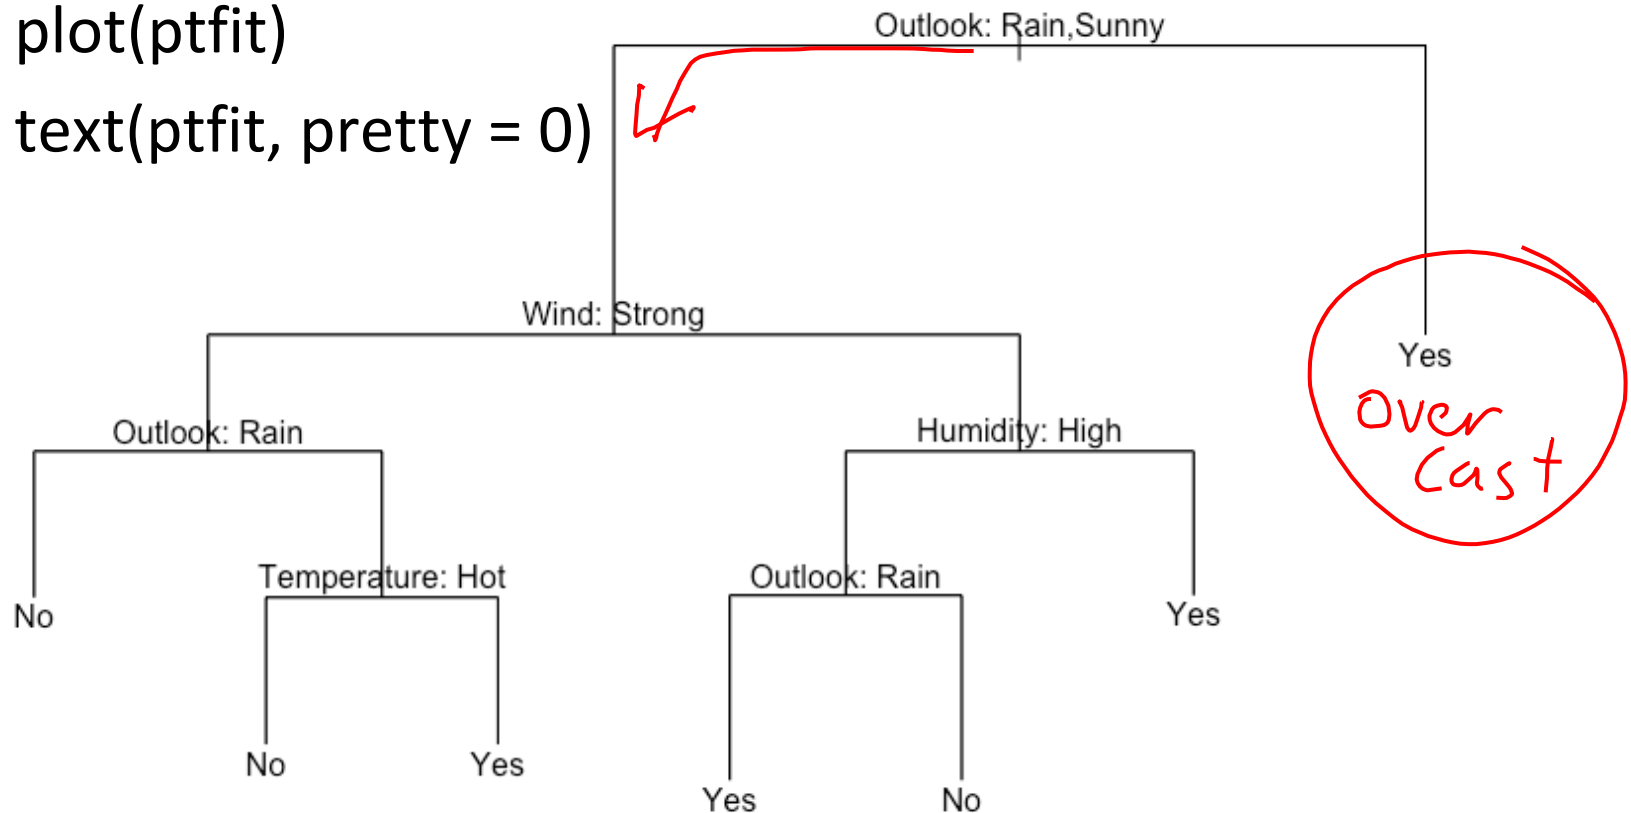 plot(ptfit)
text(ptfit, pretty = 0)
Outlook: Rain,Sunny
Wind: Strong
Yes
Over
Cast
Outlook: Rain
Humidity: High
No
Temperature: Hot
Outlook: Rain
Yes
No
Yes
Yes
No